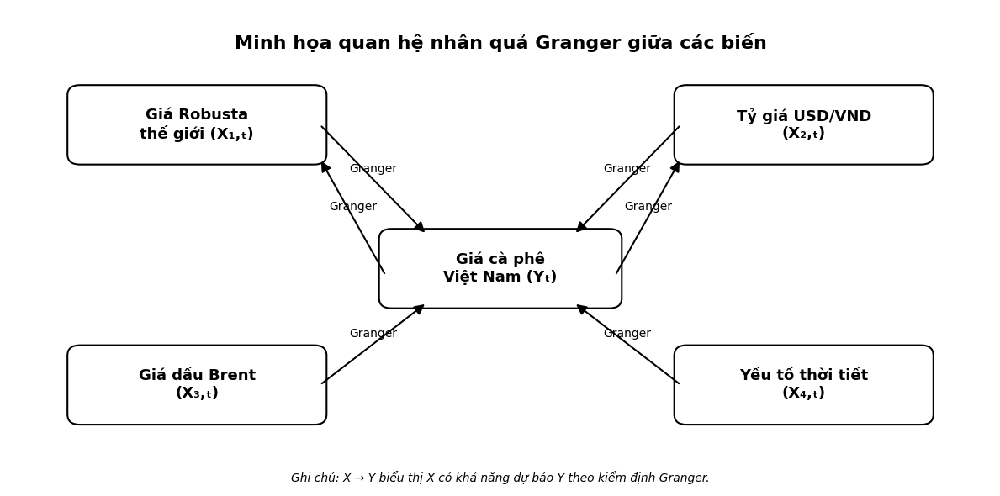 Minh họa quan hệ nhân quả Granger giữa các biến
Giá Robusta
thế giới (X₁,ₜ)
Tỷ giá USD/VND
(X₂,ₜ)
Granger
Granger
Granger
Granger
Giá cà phê
Việt Nam (Yₜ)
Granger
Granger
Giá dầu Brent
(X₃,ₜ)
Yếu tố thời tiết
(X₄,ₜ)
Ghi chú: X → Y biểu thị X có khả năng dự báo Y theo kiểm định Granger.